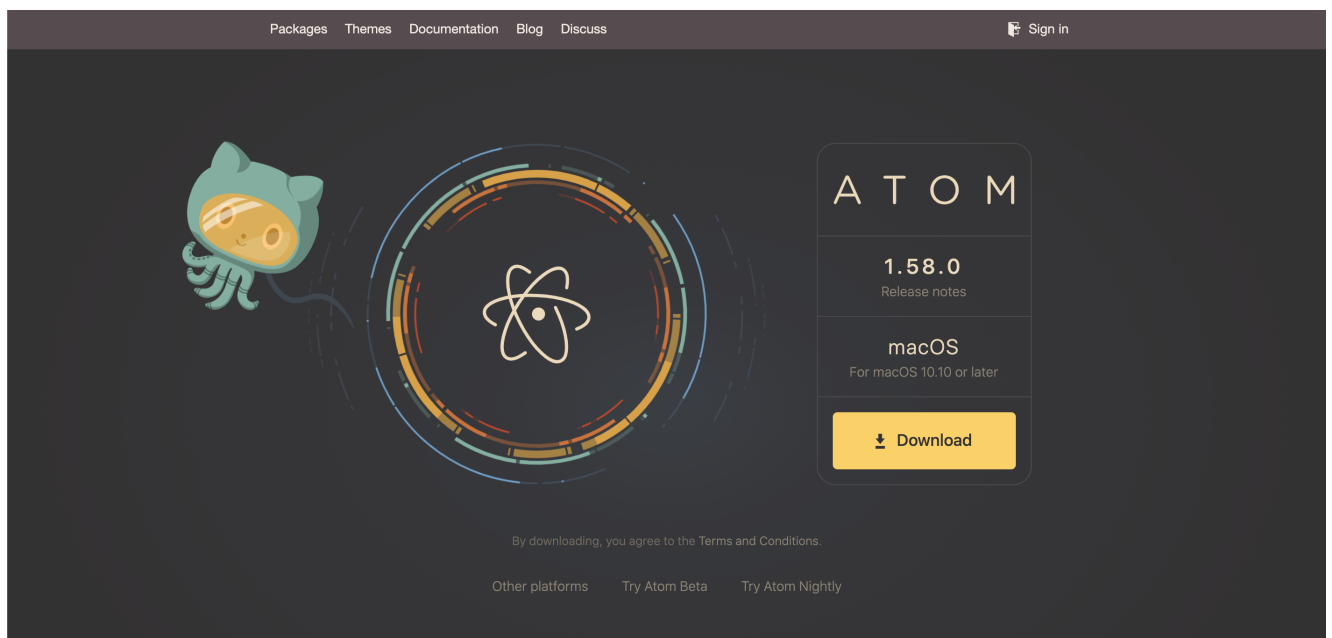 Packages Themes Documentation Blog Discuss Sign in
ATOM
1.58.0
Release notes
macOS
For macOS 10.10 or later
Download
By downloading, you agree to the Terms and Conditions.
Other platforms Try Atom Beta Try Atom Nightly